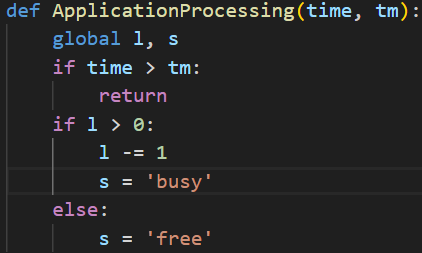 def ApplicationProcessing(time, tm):
    global l, s
    if time > tm:
        return
    if l > 0:
        l -= 1
        s = 'busy'
    else:
        s = 'free'